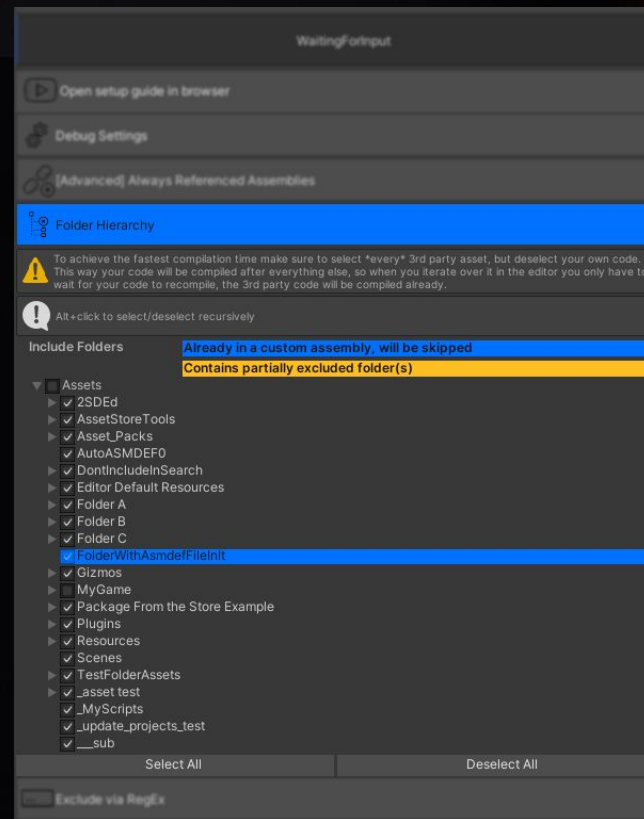 WaitingForInput
Open setup guide in browser
Debug Settings
[Advanced] Always Referenced Assemblies
Folder Hierarchy
To achieve the fastest compilation time make sure to select *every* 3rd party asset, but deselect your own code.
This way your code will be compiled after everything else, so when you iterate over it in the editor you only have to
wait for your code to recompile, the 3rd party code will be compiled already.
Alt+click to select/deselect recursively
Include Folders
Already in a custom assembly, will be skipped
Contains partially excluded folder(s)
Assets
2SDEd
AssetStoreTools
Asset_Packs
AutoASMDEF0
DontIncludeInSearch
Editor Default Resources
Folder A
Folder B
Folder C
FolderWithAsmdefFileInIt
Gizmos
MyGame
Package From the Store Example
Plugins
Resources
Scenes
TestFolderAssets
_asset test
_MyScripts
_update_projects_test
___sub
Select All
Deselect All
Exclude via RegEx